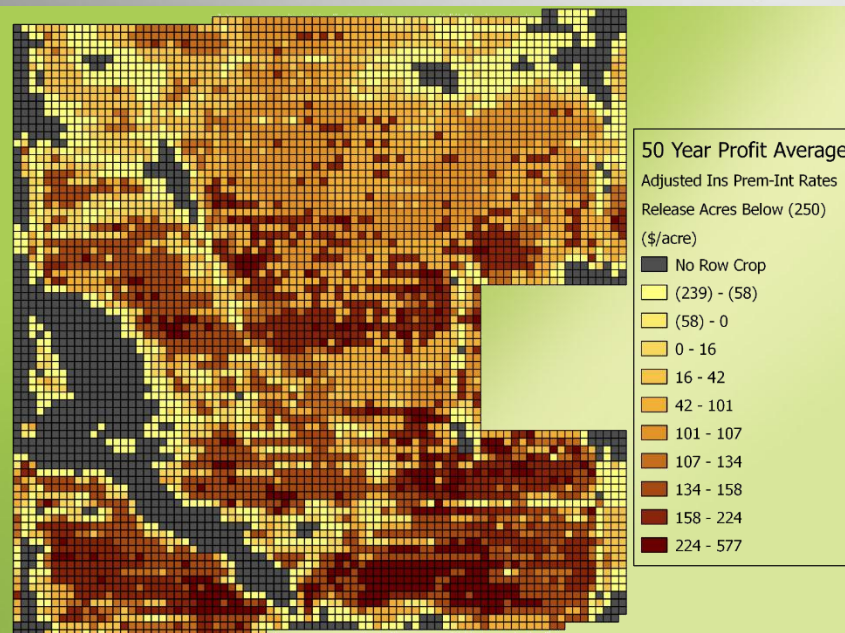 50 Year Profit Average
Adjusted Ins Prem-Int Rates
Release Acres Below (250)
($/acre)
No Row Crop
(239) - (58)
(58) - 0
0 - 16
16 - 42
42 - 101
101 - 107
107 - 134
134 - 158
158 - 224
224 - 577